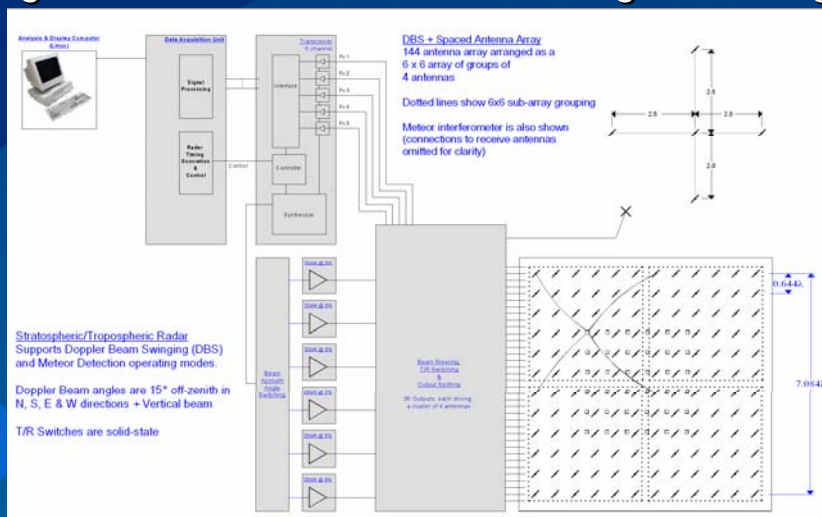 Analysis & Display Computer
(Linux)
Data Acquisition Unit
Signal
Processing
Radar
Timing
Generation
&
Control
Control
Transceiver
5 channel
Interface
Controller
Synthesiser
Rx 1
Rx 2
Rx 3
Rx 4
Rx 5
DBS + Spaced Antenna Array
144 antenna array arranged as a
6 x 6 array of groups of
4 antennas
Dotted lines show 6x6 sub-array grouping
Meteor interferometer is also shown
(connections to receive antennas
omitted for clarity)
2.5
2.5
2.0
2.0
Stratospheric/Tropospheric Radar
Supports Doppler Beam Swinging (DBS)
and Meteor Detection operating modes.
Doppler Beam angles are 15° off-zenith in
N, S, E & W directions + Vertical beam
T/R Switches are solid-state
Beam
Azimuth
Angle
Switching
Beam Steering,
T/R Switching
&
Output Splitting
36 Outputs, each driving
a cluster of 4 antennas
0.644λ